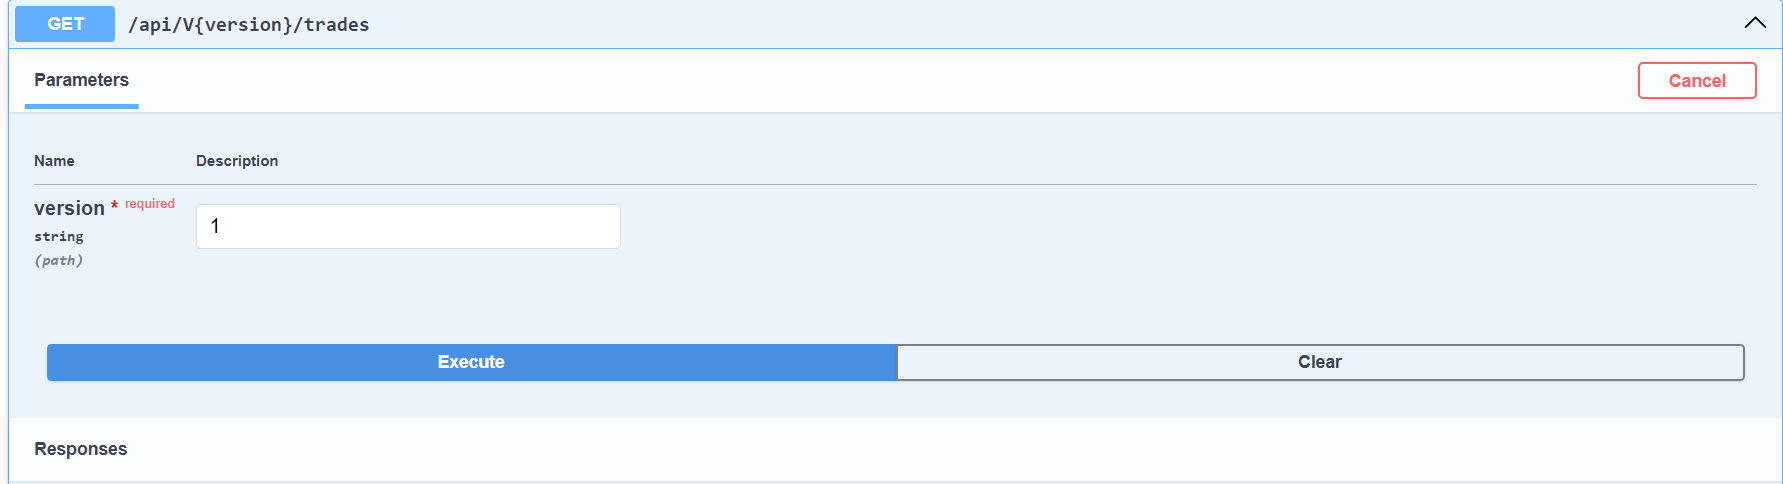 GET /api/V{version}/trades
Parameters
Cancel
Name Description
version * required
string
(path)
1
Execute Clear
Responses